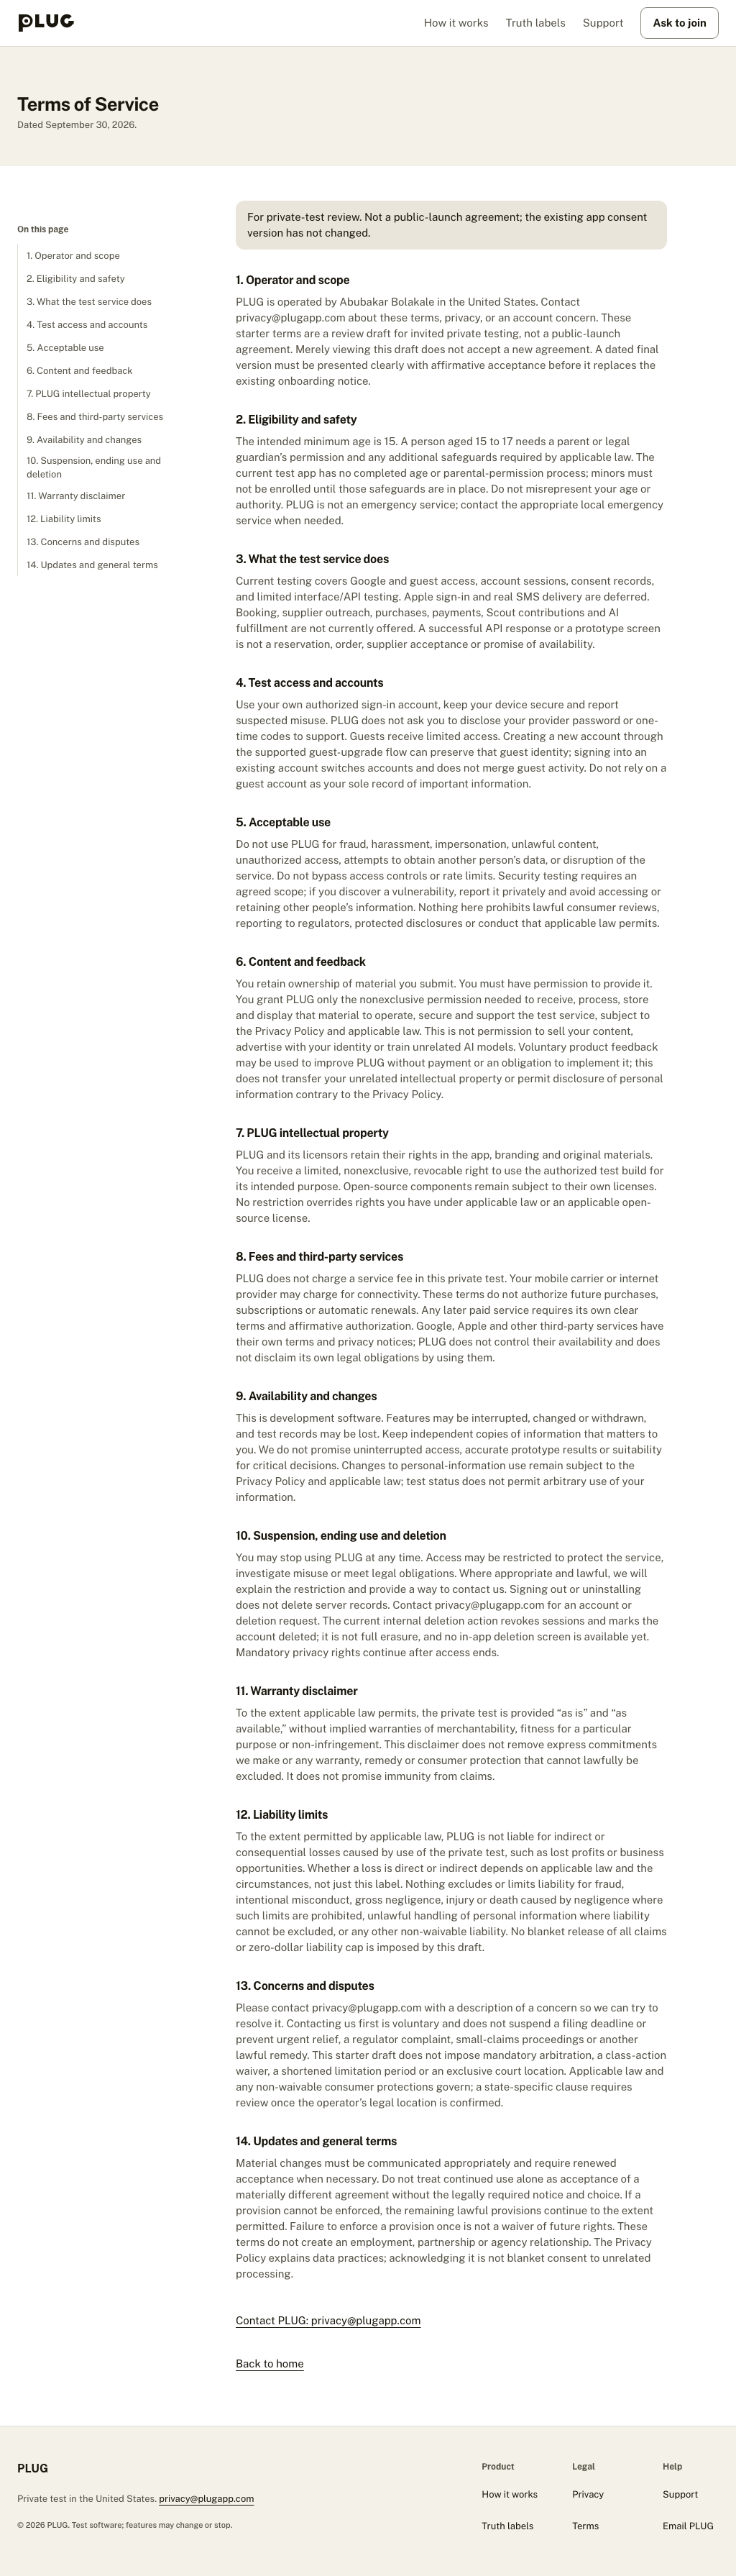 PLUG
How it works
Truth labels
Support
Ask to join
Terms of Service
Dated September 30, 2026.
On this page
1. Operator and scope
2. Eligibility and safety
3. What the test service does
4. Test access and accounts
5. Acceptable use
6. Content and feedback
7. PLUG intellectual property
8. Fees and third-party services
9. Availability and changes
10. Suspension, ending use and
deletion
11. Warranty disclaimer
12. Liability limits
13. Concerns and disputes
14. Updates and general terms
For private-test review. Not a public-launch agreement; the existing app consent
version has not changed.
1. Operator and scope
PLUG is operated by Abubakar Bolakale in the United States. Contact
privacy@plugapp.com about these terms, privacy, or an account concern. These
starter terms are a review draft for invited private testing, not a public-launch
agreement. Merely viewing this draft does not accept a new agreement. A dated final
version must be presented clearly with affirmative acceptance before it replaces the
existing onboarding notice.
2. Eligibility and safety
The intended minimum age is 15. A person aged 15 to 17 needs a parent or legal
guardian’s permission and any additional safeguards required by applicable law. The
current test app has no completed age or parental-permission process; minors must
not be enrolled until those safeguards are in place. Do not misrepresent your age or
authority. PLUG is not an emergency service; contact the appropriate local emergency
service when needed.
3. What the test service does
Current testing covers Google and guest access, account sessions, consent records,
and limited interface/API testing. Apple sign-in and real SMS delivery are deferred.
Booking, supplier outreach, purchases, payments, Scout contributions and AI
fulfillment are not currently offered. A successful API response or a prototype screen
is not a reservation, order, supplier acceptance or promise of availability.
4. Test access and accounts
Use your own authorized sign-in account, keep your device secure and report
suspected misuse. PLUG does not ask you to disclose your provider password or one-
time codes to support. Guests receive limited access. Creating a new account through
the supported guest-upgrade flow can preserve that guest identity; signing into an
existing account switches accounts and does not merge guest activity. Do not rely on a
guest account as your sole record of important information.
5. Acceptable use
Do not use PLUG for fraud, harassment, impersonation, unlawful content,
unauthorized access, attempts to obtain another person’s data, or disruption of the
service. Do not bypass access controls or rate limits. Security testing requires an
agreed scope; if you discover a vulnerability, report it privately and avoid accessing or
retaining other people’s information. Nothing here prohibits lawful consumer reviews,
reporting to regulators, protected disclosures or conduct that applicable law permits.
6. Content and feedback
You retain ownership of material you submit. You must have permission to provide it.
You grant PLUG only the nonexclusive permission needed to receive, process, store
and display that material to operate, secure and support the test service, subject to
the Privacy Policy and applicable law. This is not permission to sell your content,
advertise with your identity or train unrelated AI models. Voluntary product feedback
may be used to improve PLUG without payment or an obligation to implement it; this
does not transfer your unrelated intellectual property or permit disclosure of personal
information contrary to the Privacy Policy.
7. PLUG intellectual property
PLUG and its licensors retain their rights in the app, branding and original materials.
You receive a limited, nonexclusive, revocable right to use the authorized test build for
its intended purpose. Open-source components remain subject to their own licenses.
No restriction overrides rights you have under applicable law or an applicable open-
source license.
8. Fees and third-party services
PLUG does not charge a service fee in this private test. Your mobile carrier or internet
provider may charge for connectivity. These terms do not authorize future purchases,
subscriptions or automatic renewals. Any later paid service requires its own clear
terms and affirmative authorization. Google, Apple and other third-party services have
their own terms and privacy notices; PLUG does not control their availability and does
not disclaim its own legal obligations by using them.
9. Availability and changes
This is development software. Features may be interrupted, changed or withdrawn,
and test records may be lost. Keep independent copies of information that matters to
you. We do not promise uninterrupted access, accurate prototype results or suitability
for critical decisions. Changes to personal-information use remain subject to the
Privacy Policy and applicable law; test status does not permit arbitrary use of your
information.
10. Suspension, ending use and deletion
You may stop using PLUG at any time. Access may be restricted to protect the service,
investigate misuse or meet legal obligations. Where appropriate and lawful, we will
explain the restriction and provide a way to contact us. Signing out or uninstalling
does not delete server records. Contact privacy@plugapp.com for an account or
deletion request. The current internal deletion action revokes sessions and marks the
account deleted; it is not full erasure, and no in-app deletion screen is available yet.
Mandatory privacy rights continue after access ends.
11. Warranty disclaimer
To the extent applicable law permits, the private test is provided “as is” and “as
available,” without implied warranties of merchantability, fitness for a particular
purpose or non-infringement. This disclaimer does not remove express commitments
we make or any warranty, remedy or consumer protection that cannot lawfully be
excluded. It does not promise immunity from claims.
12. Liability limits
To the extent permitted by applicable law, PLUG is not liable for indirect or
consequential losses caused by use of the private test, such as lost profits or business
opportunities. Whether a loss is direct or indirect depends on applicable law and the
circumstances, not just this label. Nothing excludes or limits liability for fraud,
intentional misconduct, gross negligence, injury or death caused by negligence where
such limits are prohibited, unlawful handling of personal information where liability
cannot be excluded, or any other non-waivable liability. No blanket release of all claims
or zero-dollar liability cap is imposed by this draft.
13. Concerns and disputes
Please contact privacy@plugapp.com with a description of a concern so we can try to
resolve it. Contacting us first is voluntary and does not suspend a filing deadline or
prevent urgent relief, a regulator complaint, small-claims proceedings or another
lawful remedy. This starter draft does not impose mandatory arbitration, a class-action
waiver, a shortened limitation period or an exclusive court location. Applicable law and
any non-waivable consumer protections govern; a state-specific clause requires
review once the operator’s legal location is confirmed.
14. Updates and general terms
Material changes must be communicated appropriately and require renewed
acceptance when necessary. Do not treat continued use alone as acceptance of a
materially different agreement without the legally required notice and choice. If a
provision cannot be enforced, the remaining lawful provisions continue to the extent
permitted. Failure to enforce a provision once is not a waiver of future rights. These
terms do not create an employment, partnership or agency relationship. The Privacy
Policy explains data practices; acknowledging it is not blanket consent to unrelated
processing.
Contact PLUG: privacy@plugapp.com
Back to home
PLUG
Private test in the United States. privacy@plugapp.com
© 2026 PLUG. Test software; features may change or stop.
Product
How it works
Truth labels
Legal
Privacy
Terms
Help
Support
Email PLUG